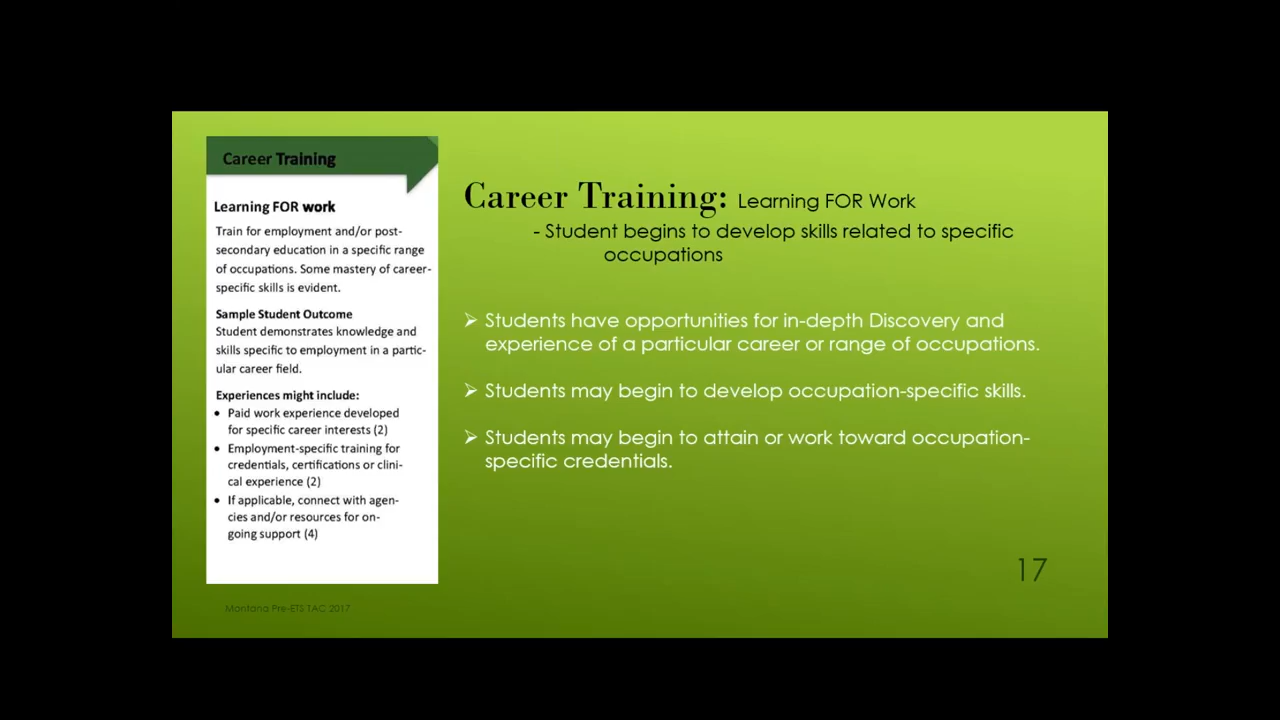 Career Training
Learning FOR work
Train for employment and/or post-
secondary education in a specific range
of occupations. Some mastery of career-
specific skills is evident.
Sample Student Outcome
Student demonstrates knowledge and
skills specific to employment in a partic-
ular career field.
Experiences might include:
• Paid work experience developed
for specific career interests (2)
• Employment-specific training for
credentials, certifications or clini-
cal experience (2)
• If applicable, connect with agen-
cies and/or resources for on-
going support (4)
Career Training: Learning FOR Work
- Student begins to develop skills related to specific
occupations
➢ Students have opportunities for in-depth Discovery and
experience of a particular career or range of occupations.
➢ Students may begin to develop occupation-specific skills.
➢ Students may begin to attain or work toward occupation-
specific credentials.
17
Montana Pre-ETS TAC 2017